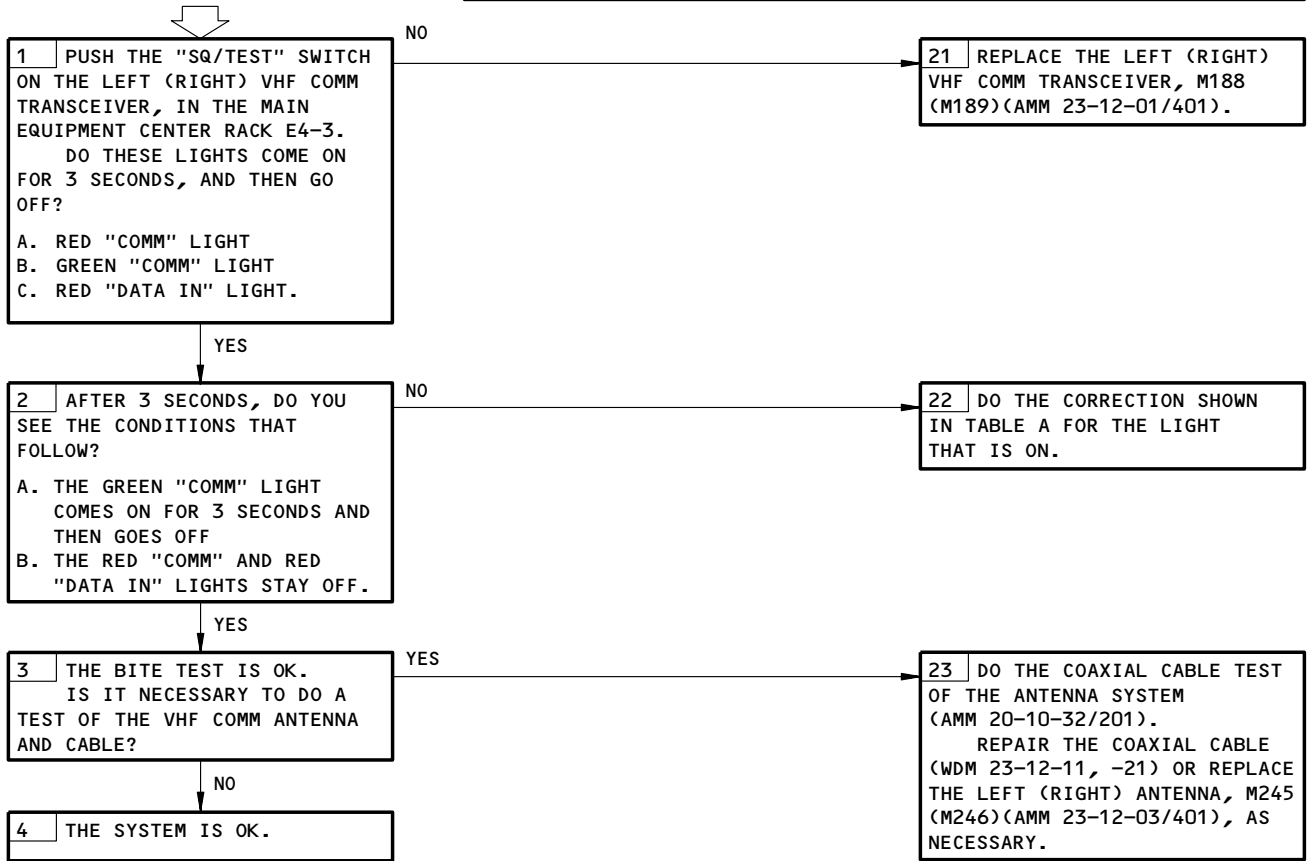 NO
1 PUSH THE "SQ/TEST" SWITCH
ON THE LEFT (RIGHT) VHF COMM
TRANSCEIVER, IN THE MAIN
EQUIPMENT CENTER RACK E4-3.
DO THESE LIGHTS COME ON
FOR 3 SECONDS, AND THEN GO
OFF?
A. RED "COMM" LIGHT
B. GREEN "COMM" LIGHT
C. RED "DATA IN" LIGHT.
21 REPLACE THE LEFT (RIGHT)
VHF COMM TRANSCEIVER, M188
(M189)(AMM 23-12-01/401).
YES
NO
2 AFTER 3 SECONDS, DO YOU
SEE THE CONDITIONS THAT
FOLLOW?
A. THE GREEN "COMM" LIGHT
COMES ON FOR 3 SECONDS AND
THEN GOES OFF
B. THE RED "COMM" AND RED
"DATA IN" LIGHTS STAY OFF.
22 DO THE CORRECTION SHOWN
IN TABLE A FOR THE LIGHT
THAT IS ON.
YES
YES
3 THE BITE TEST IS OK.
IS IT NECESSARY TO DO A
TEST OF THE VHF COMM ANTENNA
AND CABLE?
23 DO THE COAXIAL CABLE TEST
OF THE ANTENNA SYSTEM
(AMM 20-10-32/201).
REPAIR THE COAXIAL CABLE
(WDM 23-12-11, -21) OR REPLACE
THE LEFT (RIGHT) ANTENNA, M245
(M246)(AMM 23-12-03/401), AS
NECESSARY.
NO
4 THE SYSTEM IS OK.